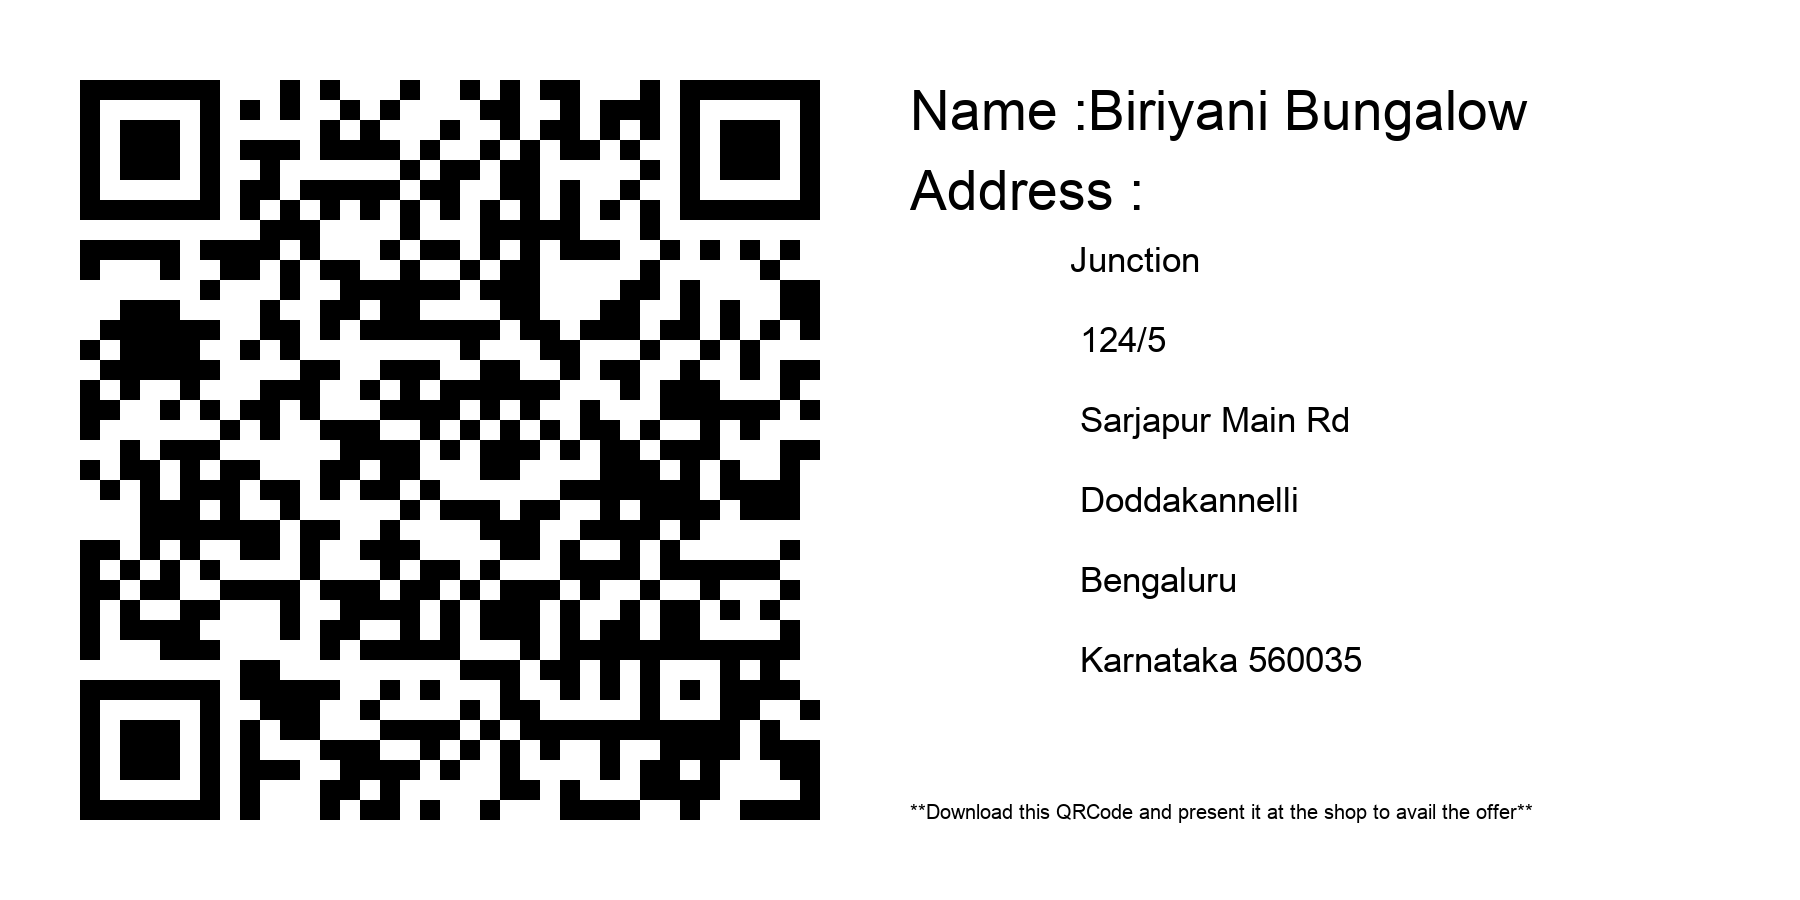 Name :Biriyani Bungalow
Address :
Junction
124/5
Sarjapur Main Rd
Doddakannelli
Bengaluru
Karnataka 560035
**Download this QRCode and present it at the shop to avail the offer**